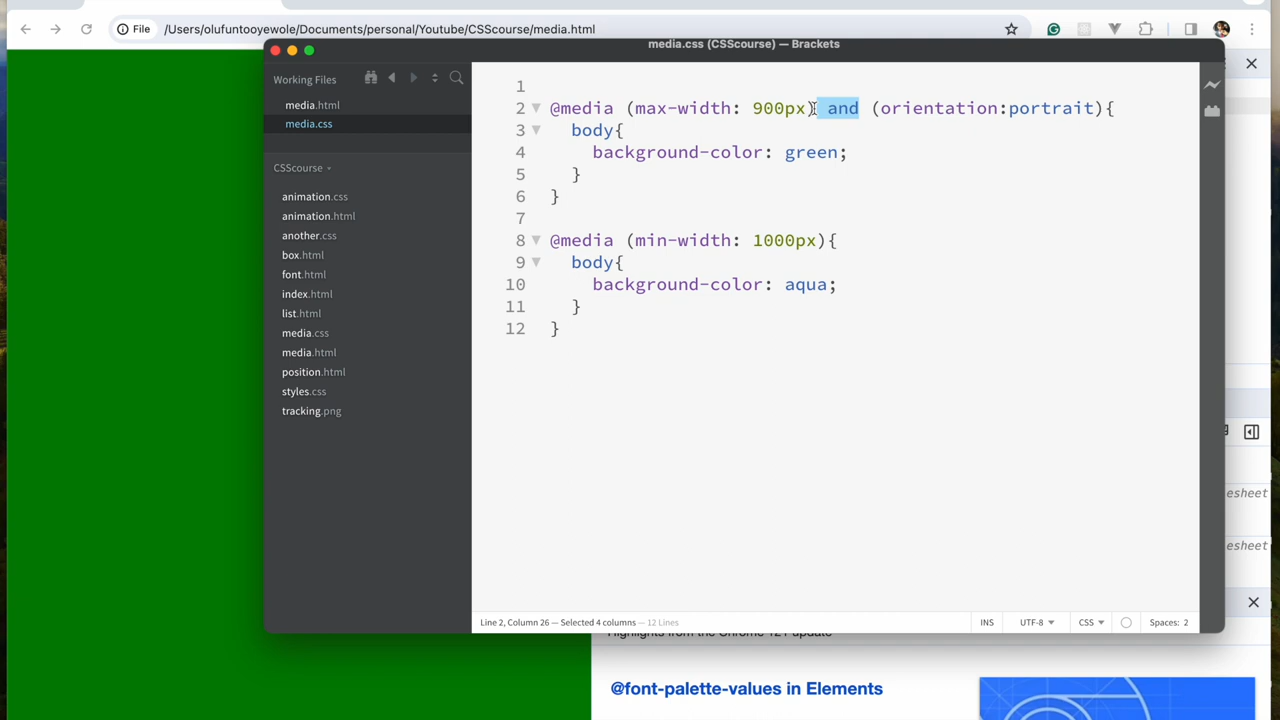 File
/Users/olufuntooyewole/Documents/personal/Youtube/CSScourse/media.html
media.css (CSScourse) — Brackets
Working Files
media.html
media.css
CSScourse
animation.css
animation.html
another.css
box.html
font.html
index.html
list.html
media.css
media.html
position.html
styles.css
tracking.png
1
2 @media (max-width: 900px) and (orientation:portrait){
3 body{
4 background-color: green;
5 }
6 }
7
8 @media (min-width: 1000px){
9 body{
10 background-color: aqua;
11 }
12 }
Line 2, Column 26 — Selected 4 columns — 12 Lines
INS
UTF-8
CSS
Spaces: 2
esheet
esheet
Highlights from the Chrome 121 update
@font-palette-values in Elements